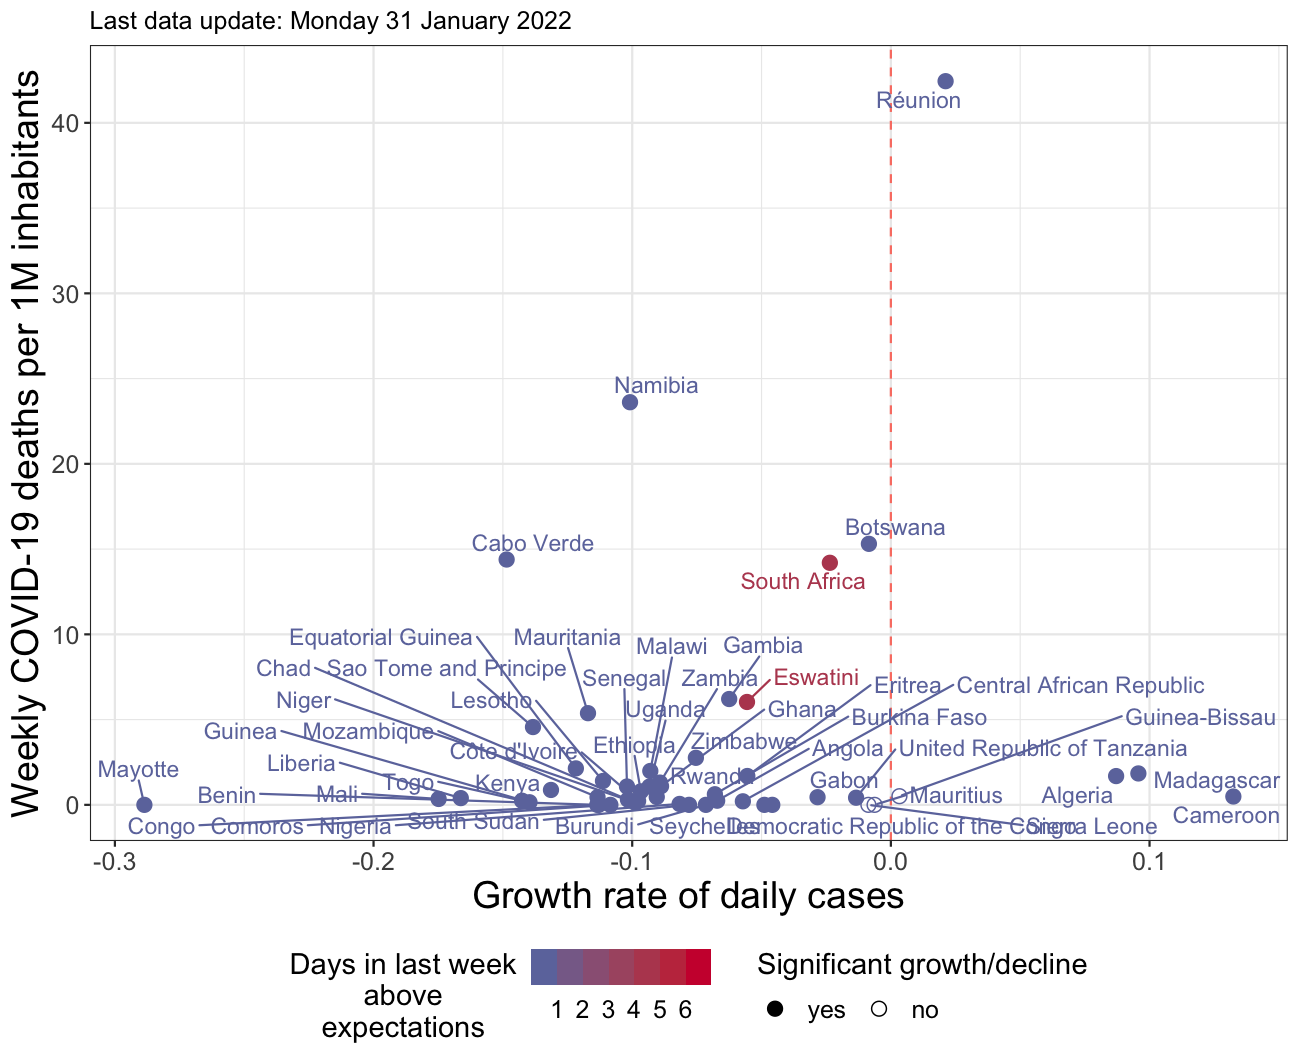 Last data update: Monday 31 January 2022
Weekly COVID-19 deaths per 1M inhabitants
40
30
20
10
0
Réunion
Namibia
Botswana
Cabo Verde
South Africa
Equatorial Guinea
Mauritania
Malawi
Gambia
Chad
Sao Tome and Principe
Senegal
Zambia
Eswatini
Eritrea
Central African Republic
Niger
Lesotho
Uganda
Ghana
Burkina Faso
Guinea-Bissau
Guinea
Mozambique
Côte d'Ivoire
Ethiopia
Zimbabwe
Angola
United Republic of Tanzania
Mayotte
Liberia
Togo
Kenya
Rwanda
Gabon
Madagascar
Benin
Mali
Mauritius
Algeria
Cameroon
Congo
Comoros
Nigeria
South Sudan
Burundi
Seychelles
Democratic Republic of the Congo
Sierra Leone
-0.3
-0.2
-0.1
0.0
0.1
Growth rate of daily cases
Days in last week
above
expectations
1 2 3 4 5 6
Significant growth/decline
yes
no